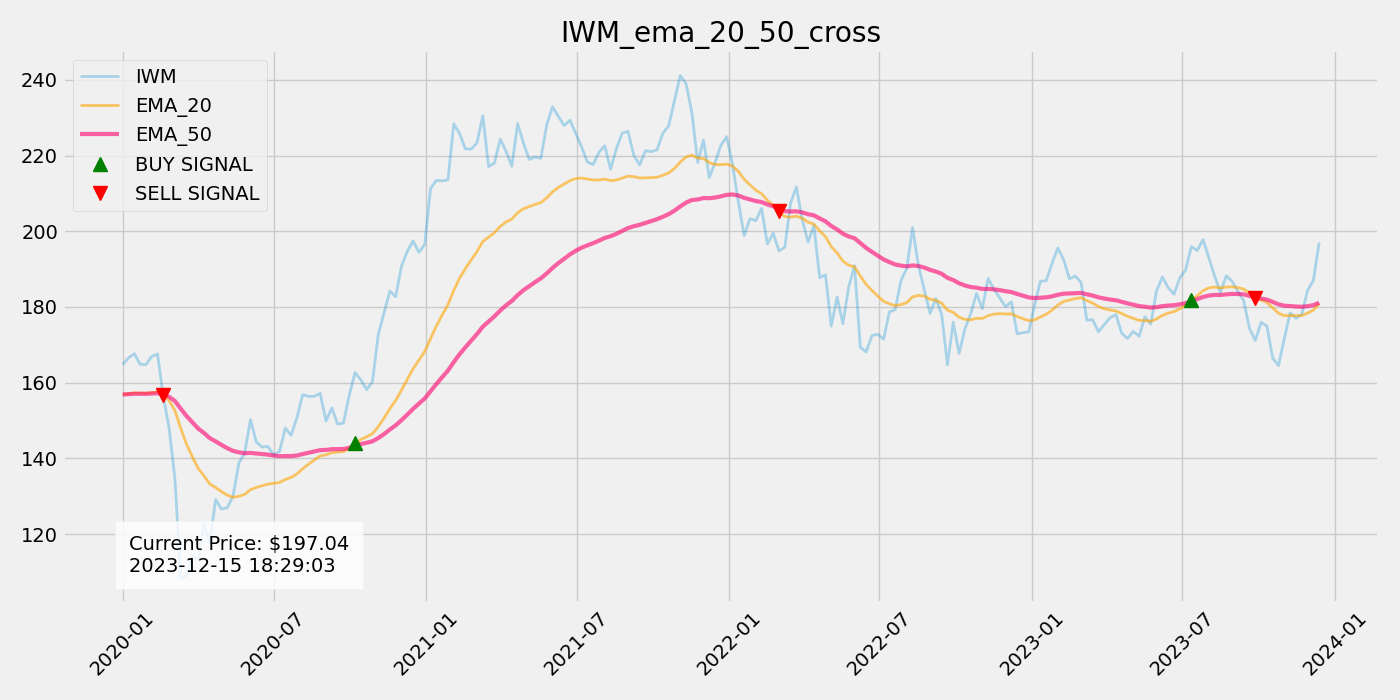 IWM_ema_20_50_cross
IWM
EMA_20
EMA_50
BUY SIGNAL
SELL SIGNAL
240
220
200
180
160
140
120
Current Price: $197.04
2023-12-15 18:29:03
2020-01
2020-07
2021-01
2021-07
2022-01
2022-07
2023-01
2023-07
2024-01